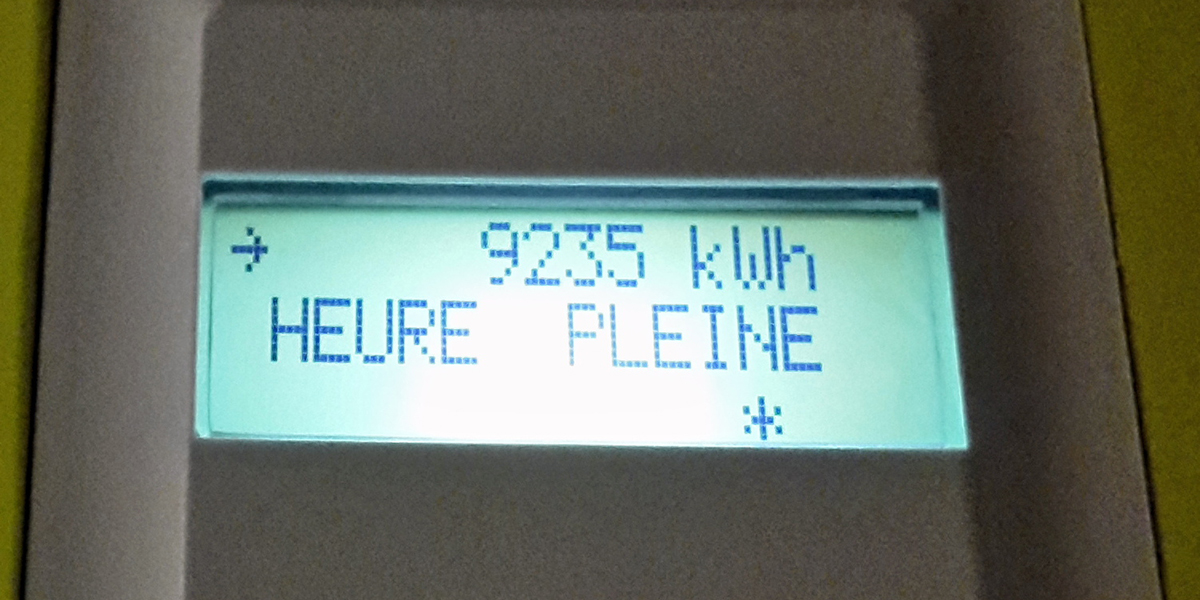 → 9235 kWh
HEURE PLEINE
*